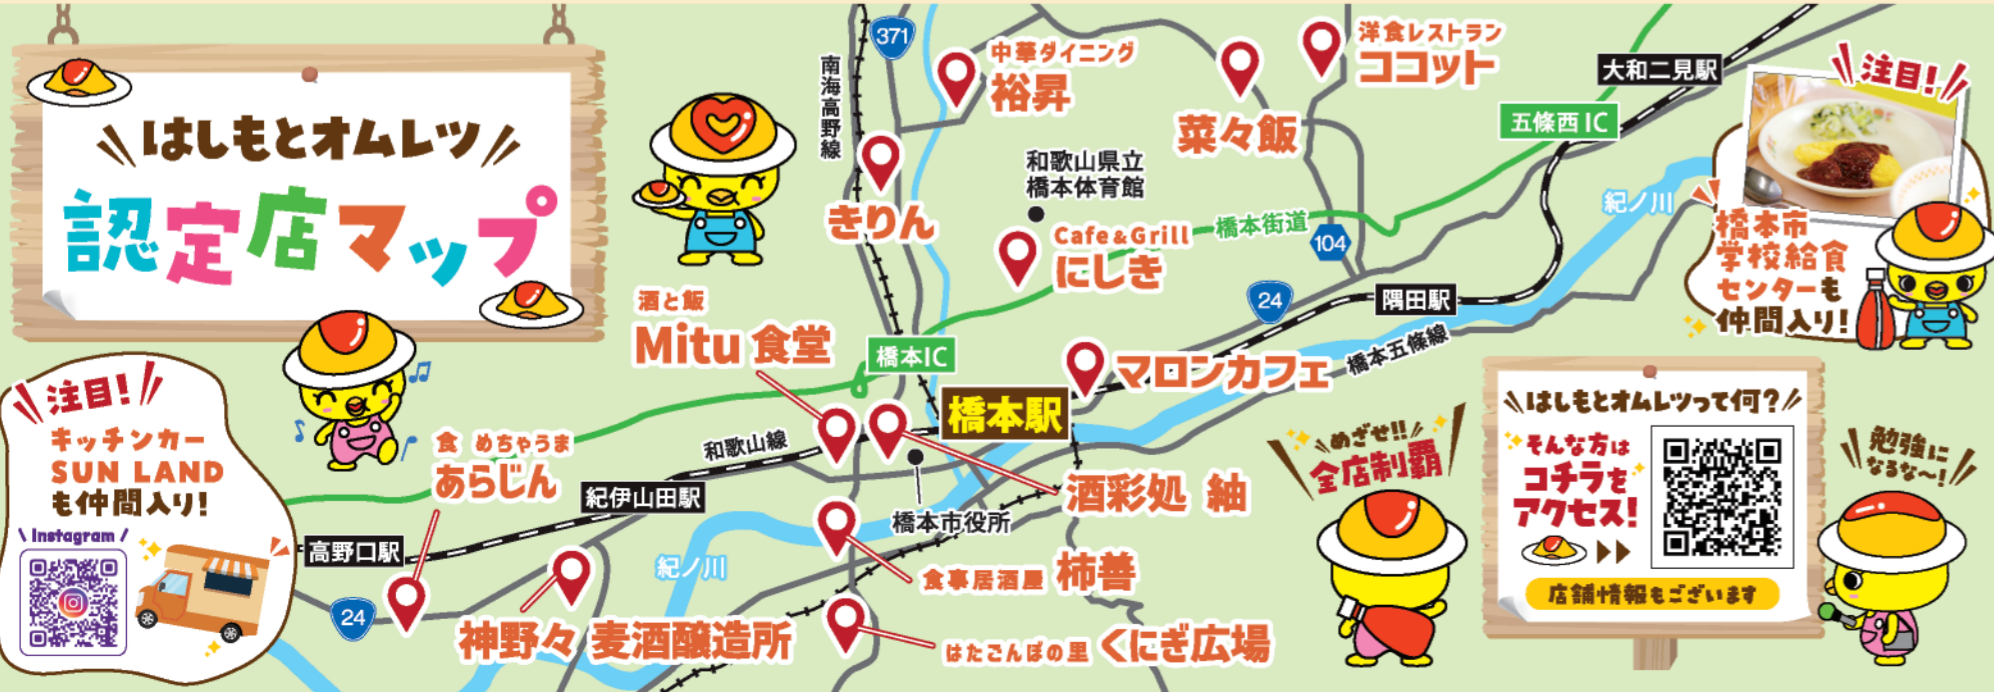 はしもとオムレツ
認定店マップ
注目!
キッチンカー
SUN LAND
も仲間入り!
Instagram
食 めちゃうま
あらじん
高野口駅
24
紀伊山田駅
和歌山線
神野々 麦酒醸造所
紀ノ川
酒と飯
Mitu 食堂
南海高野線
371
中華ダイニング
裕昇
きりん
和歌山県立
橋本体育館
Cafe&Grill
にしき
橋本IC
橋本駅
マロンカフェ
酒彩処 紬
橋本市役所
食事居酒屋 柿善
はたごんぼの里 くにぎ広場
菜々飯
洋食レストラン
ココット
橋本街道
104
24
隅田駅
橋本五條線
大和二見駅
五條西IC
紀ノ川
注目!
橋本市
学校給食
センターも
仲間入り!
めざせ!!
全店制覇
はしもとオムレツって何?
そんな方は
コチラを
アクセス!
店舗情報もございます
勉強に
なるな〜!